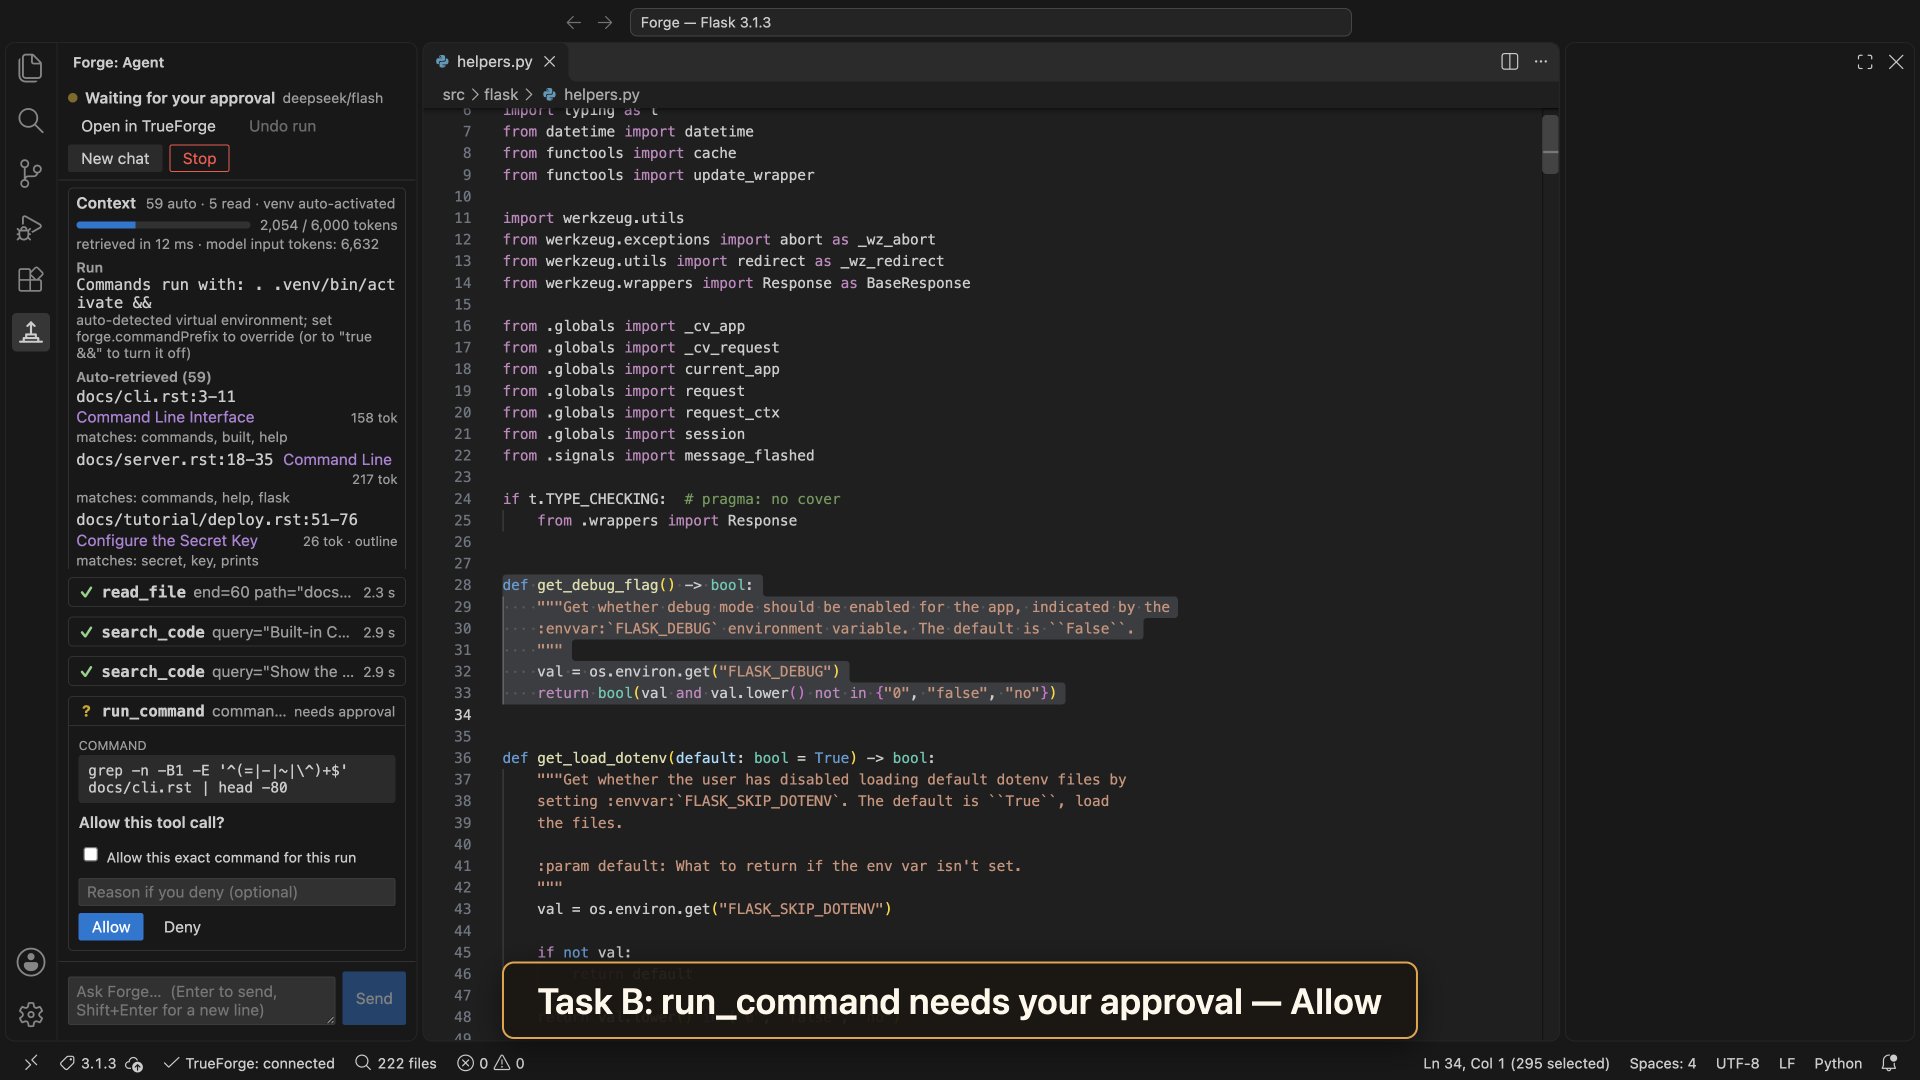 Forge — Flask 3.1.3
Forge: Agent
Waiting for your approval deepseek/flash
Open in TrueForge Undo run
New chat Stop
Context 59 auto · 5 read · venv auto-activated
2,054 / 6,000 tokens
retrieved in 12 ms · model input tokens: 6,632
Run
Commands run with: . .venv/bin/act
ivate &&
auto-detected virtual environment; set
forge.commandPrefix to override (or to "true
&&" to turn it off)
Auto-retrieved (59)
docs/cli.rst:3–11
Command Line Interface 158 tok
matches: commands, built, help
docs/server.rst:18–35 Command Line
217 tok
matches: commands, help, flask
docs/tutorial/deploy.rst:51–76
Configure the Secret Key 26 tok · outline
matches: secret, key, prints
✓ read_file end=60 path="docs... 2.3 s
✓ search_code query="Built-in C... 2.9 s
✓ search_code query="Show the ... 2.9 s
? run_command comman... needs approval
COMMAND
grep -n -B1 -E '^(=|-|~|\^)+$'
docs/cli.rst | head -80
Allow this tool call?
Allow this exact command for this run
Reason if you deny (optional)
Allow Deny
Ask Forge... (Enter to send,
Shift+Enter for a new line)
Send
helpers.py
src > flask > helpers.py
6 import typing as t
7 from datetime import datetime
8 from functools import cache
9 from functools import update_wrapper
10
11 import werkzeug.utils
12 from werkzeug.exceptions import abort as _wz_abort
13 from werkzeug.utils import redirect as _wz_redirect
14 from werkzeug.wrappers import Response as BaseResponse
15
16 from .globals import _cv_app
17 from .globals import _cv_request
18 from .globals import current_app
19 from .globals import request
20 from .globals import request_ctx
21 from .globals import session
22 from .signals import message_flashed
23
24 if t.TYPE_CHECKING:  # pragma: no cover
25     from .wrappers import Response
26
27
28 def get_debug_flag() -> bool:
29     """Get whether debug mode should be enabled for the app, indicated by the
30     :envvar:`FLASK_DEBUG` environment variable. The default is ``False``.
31     """
32     val = os.environ.get("FLASK_DEBUG")
33     return bool(val and val.lower() not in {"0", "false", "no"})
34
35
36 def get_load_dotenv(default: bool = True) -> bool:
37     """Get whether the user has disabled loading default dotenv files by
38     setting :envvar:`FLASK_SKIP_DOTENV`. The default is ``True``, load
39     the files.
40
41     :param default: What to return if the env var isn't set.
42     """
43     val = os.environ.get("FLASK_SKIP_DOTENV")
44
45     if not val:
46         return default
47
48
49
Task B: run_command needs your approval — Allow
3.1.3 TrueForge: connected 222 files 0 0
Ln 34, Col 1 (295 selected) Spaces: 4 UTF-8 LF Python